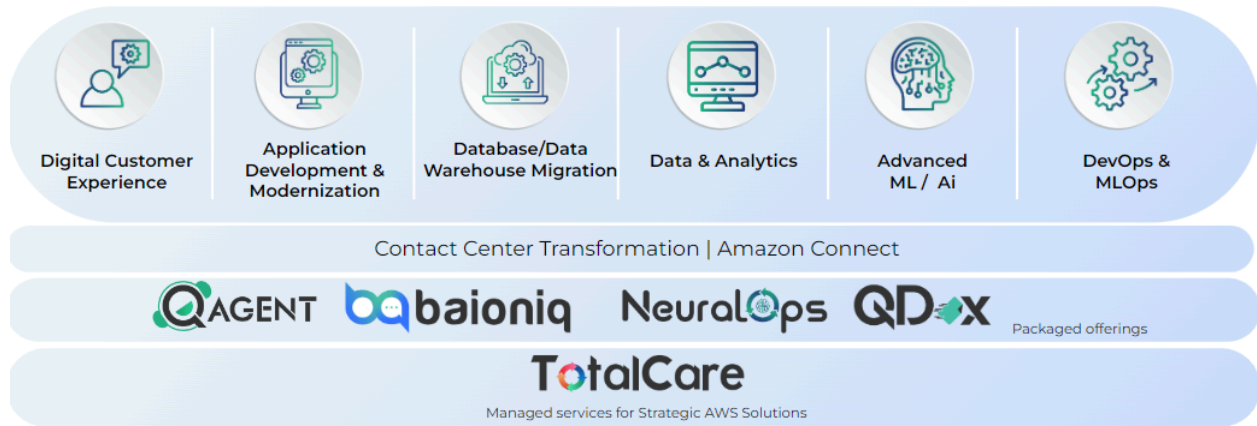 Digital Customer
Experience
Application
Development &
Modernization
Database/Data
Warehouse Migration
Data & Analytics
Advanced
ML / Ai
DevOps &
MLOps
Contact Center Transformation | Amazon Connect
QAGENT
bq baioniq
NeuralOps
QDox
Packaged offerings
TotalCare
Managed services for Strategic AWS Solutions